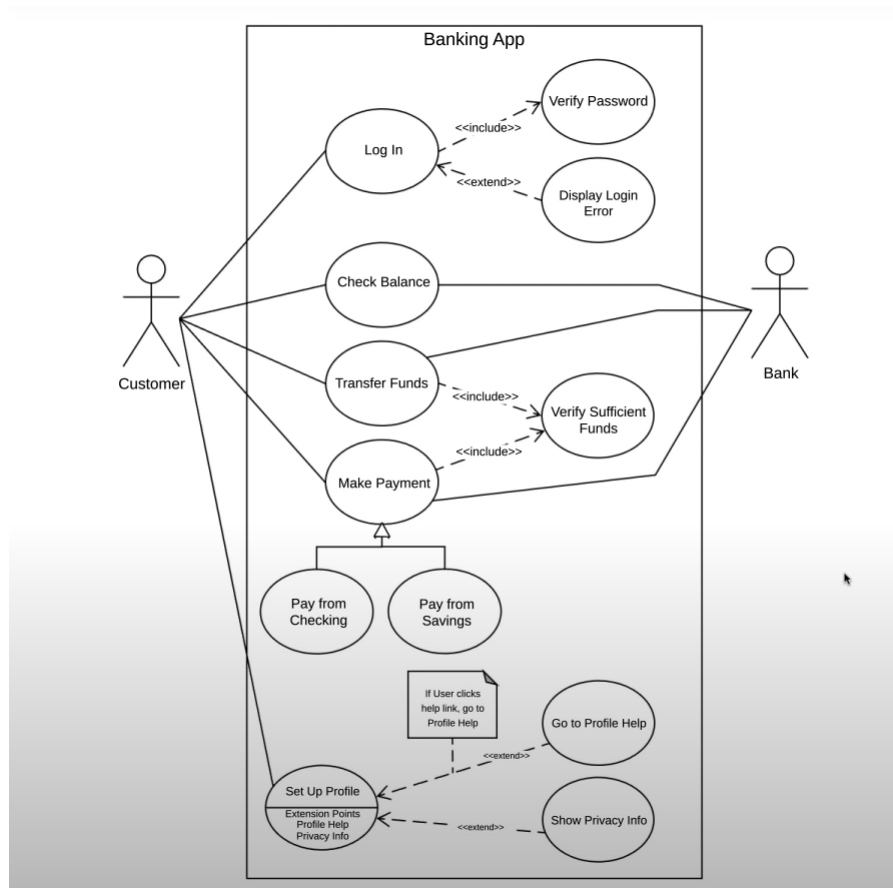 Banking App
Verify Password
<<include>>
Log In
<<extend>>
Display Login
Error
Check Balance
Customer
Bank
Transfer Funds
<<include>>
Verify Sufficient
Funds
<<include>>
Make Payment
Pay from
Checking
Pay from
Savings
If User clicks
help link, go to
Profile Help
Go to Profile Help
<<extend>>
Set Up Profile
Extension Points
Profile Help
Privacy Info
<<extend>>
Show Privacy Info